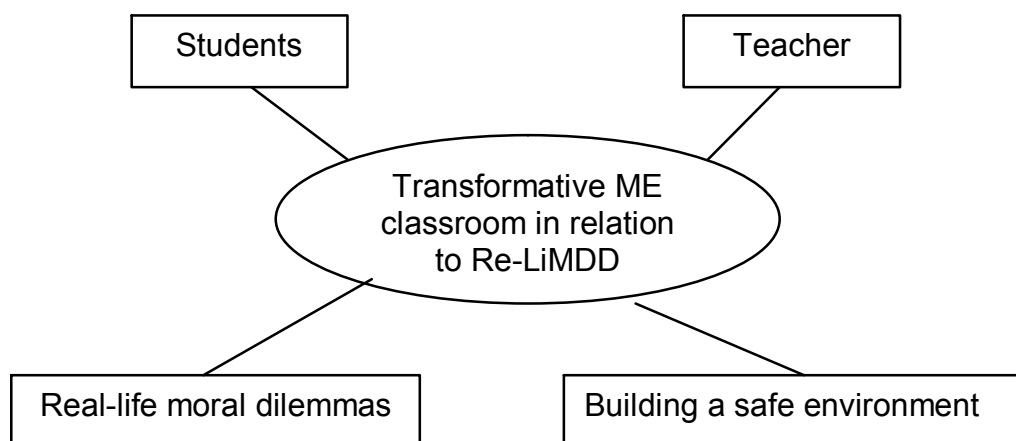 Students
Teacher
Transformative ME
classroom in relation
to Re-LiMDD
Real-life moral dilemmas
Building a safe environment